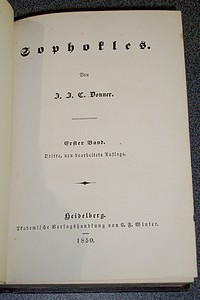 Sophokles.
Von
J. J. C. Donner.
Erster Band.
Dritte, neu bearbeitete Auflage.
Heidelberg.
Akademische Verlagshandlung von C. F. Winter.
1850.